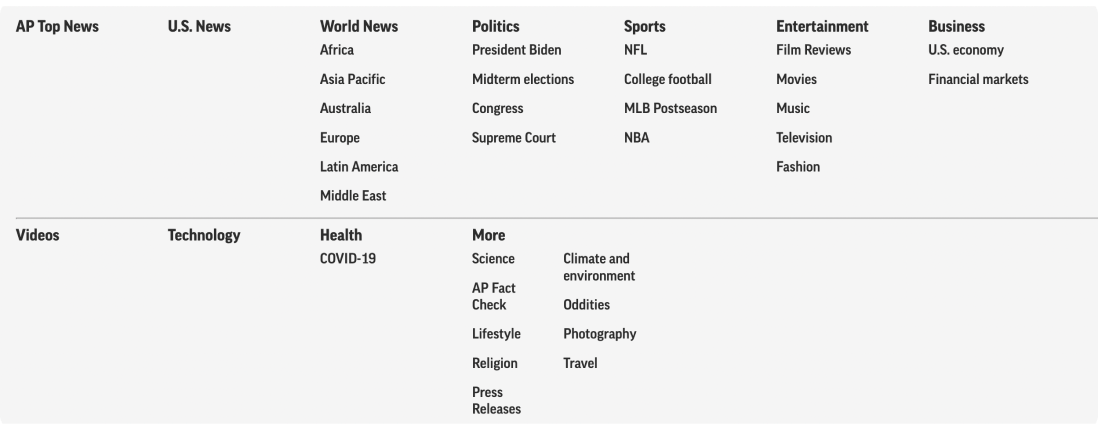 AP Top News
U.S. News
World News
Africa
Asia Pacific
Australia
Europe
Latin America
Middle East
Politics
President Biden
Midterm elections
Congress
Supreme Court
Sports
NFL
College football
MLB Postseason
NBA
Entertainment
Film Reviews
Movies
Music
Television
Fashion
Business
U.S. economy
Financial markets
Videos
Technology
Health
COVID-19
More
Science
AP Fact
Check
Lifestyle
Religion
Press
Releases
Climate and
environment
Oddities
Photography
Travel